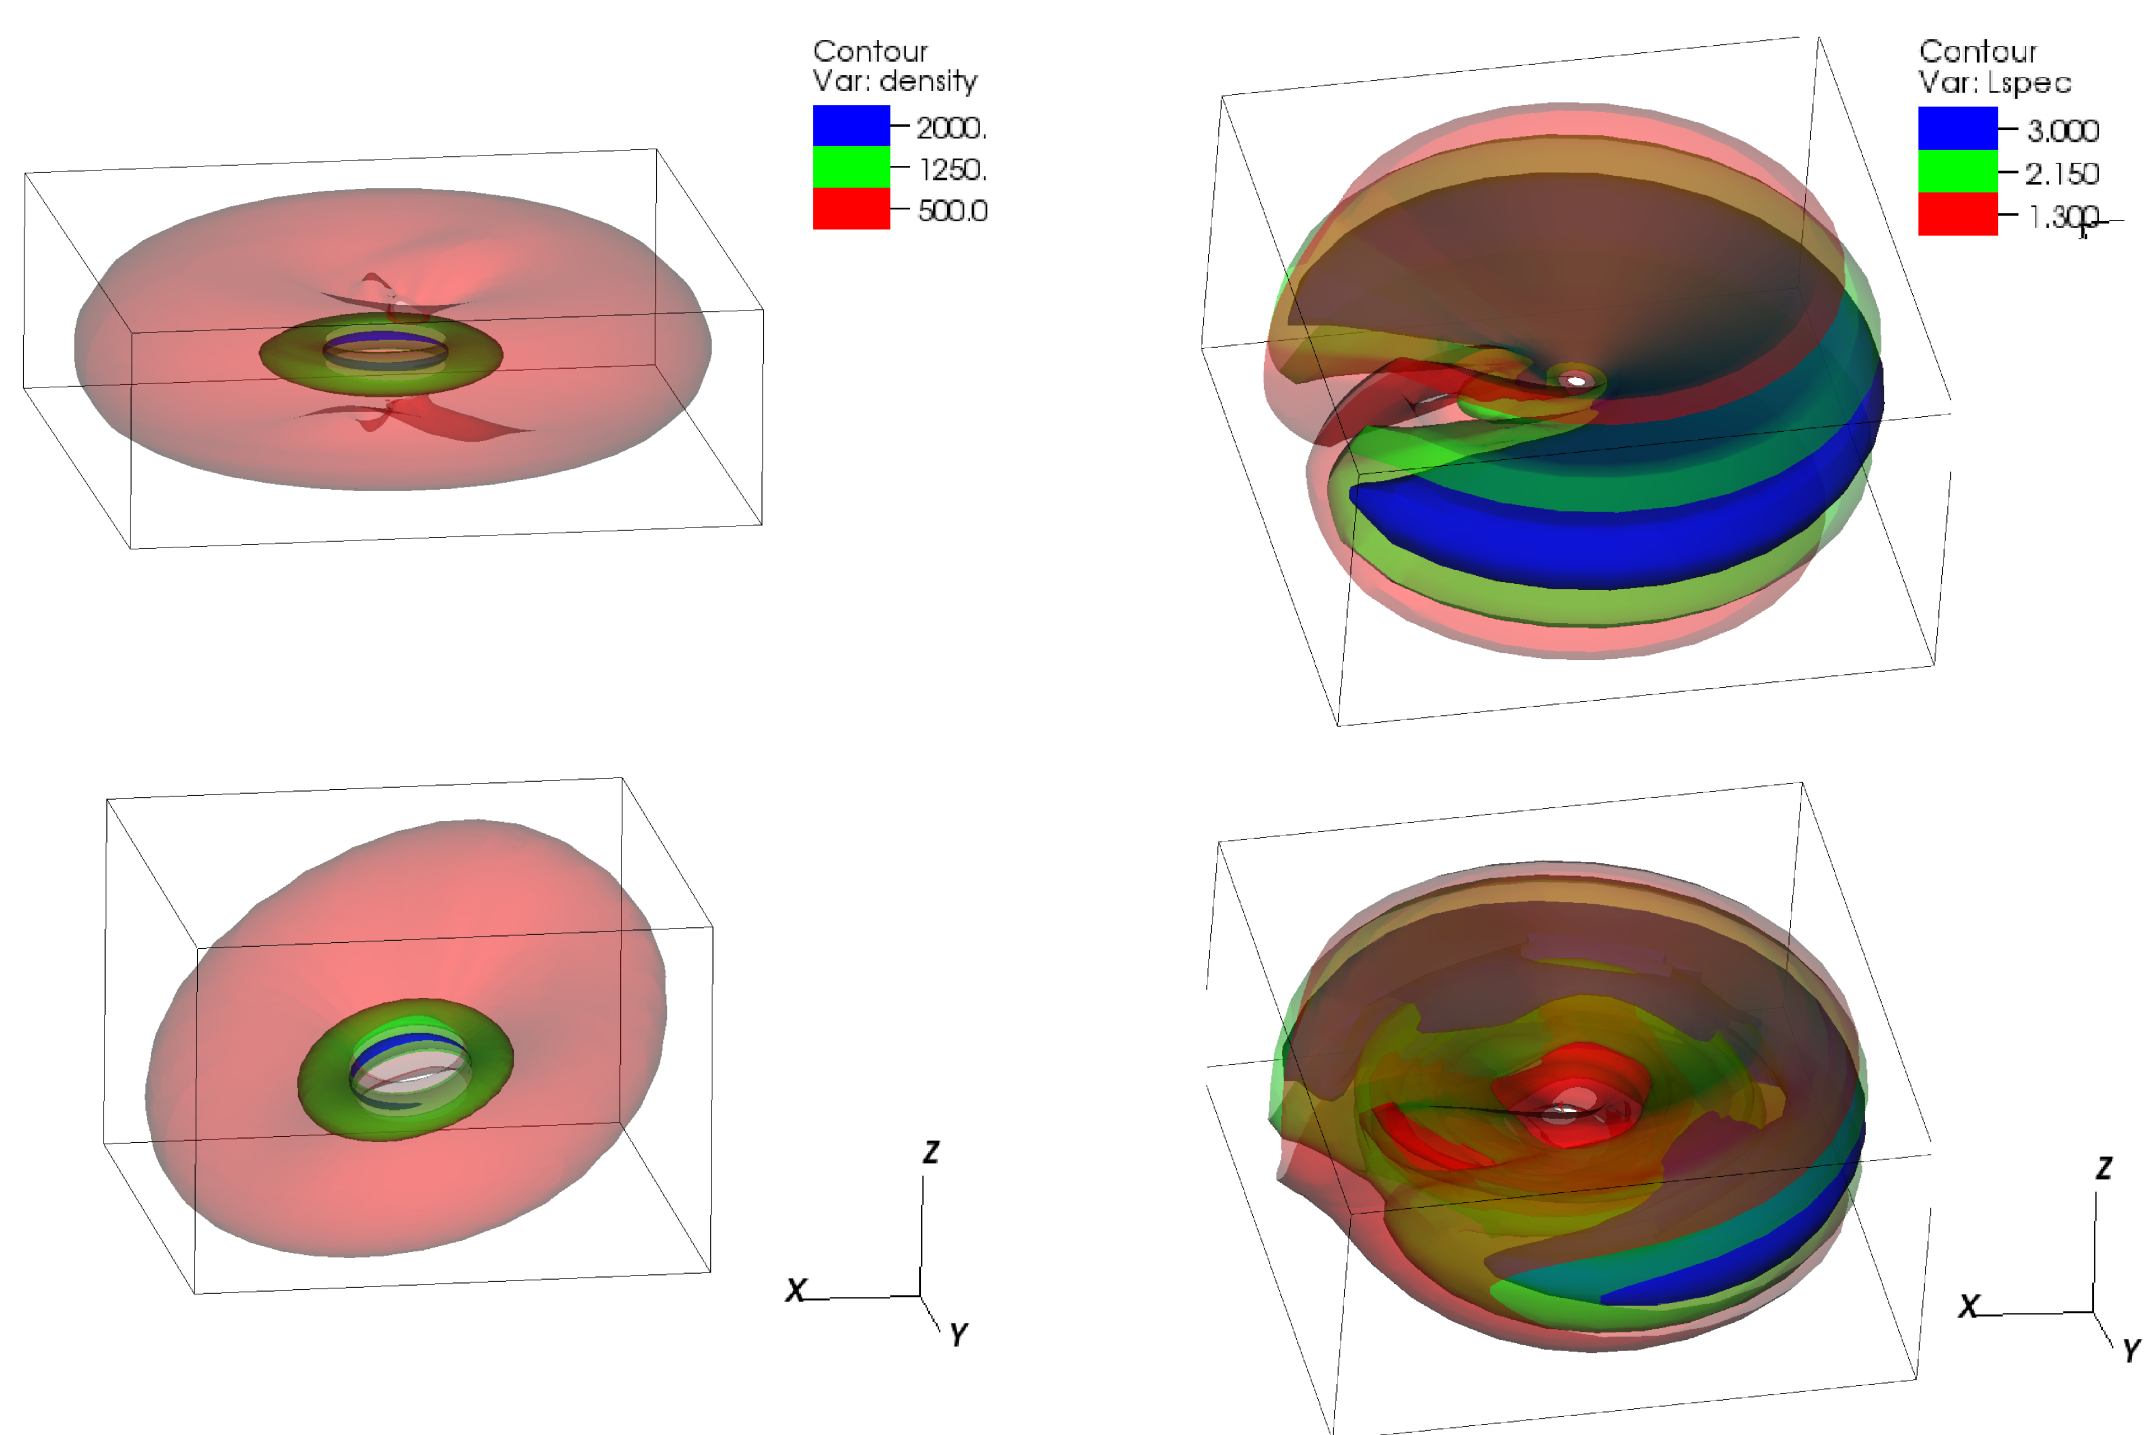 Contour
Var: density
2000.
1250.
500.0
Contour
Var: Lspec
3.000
2.150
1.300
Z
X
Y
Z
X
Y